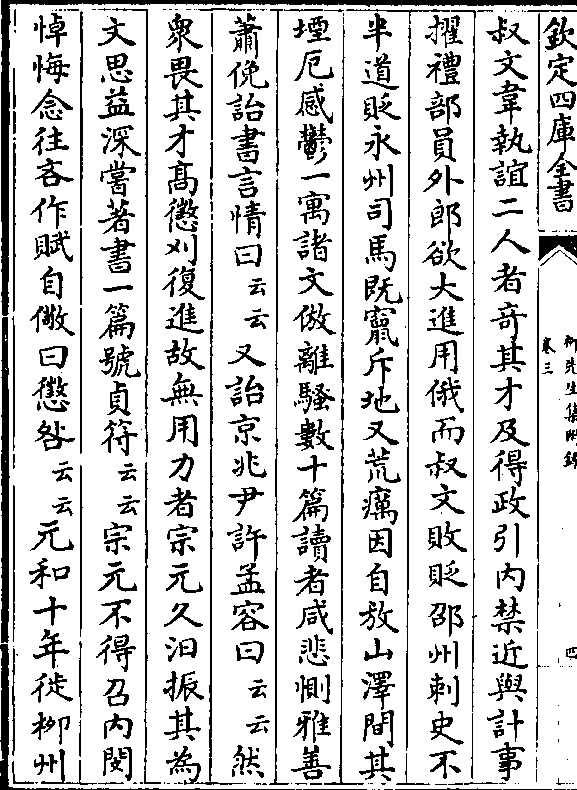 欽定四庫全書
柳先生集附錄
卷三
四
叔文韋執誼二人者奇其才及得政引內禁近與計事
擢禮部員外郎欲大進用俄而叔文敗貶邵州刺史不
半道貶永州司馬既竄斥地又荒癘因自放山澤間其
堙厄感鬱一寓諸文倣離騷數十篇讀者咸悲惻雅善
蕭俛詒書言情曰云云又詒京兆尹許孟容曰云云然
衆畏其才髙懲刈復進故無用力者宗元久汩振其為
文思益深嘗著書一篇號貞符云云宗元不得召內閔
悼悔念往吝作賦自儆曰懲咎云云元和十年徙柳州